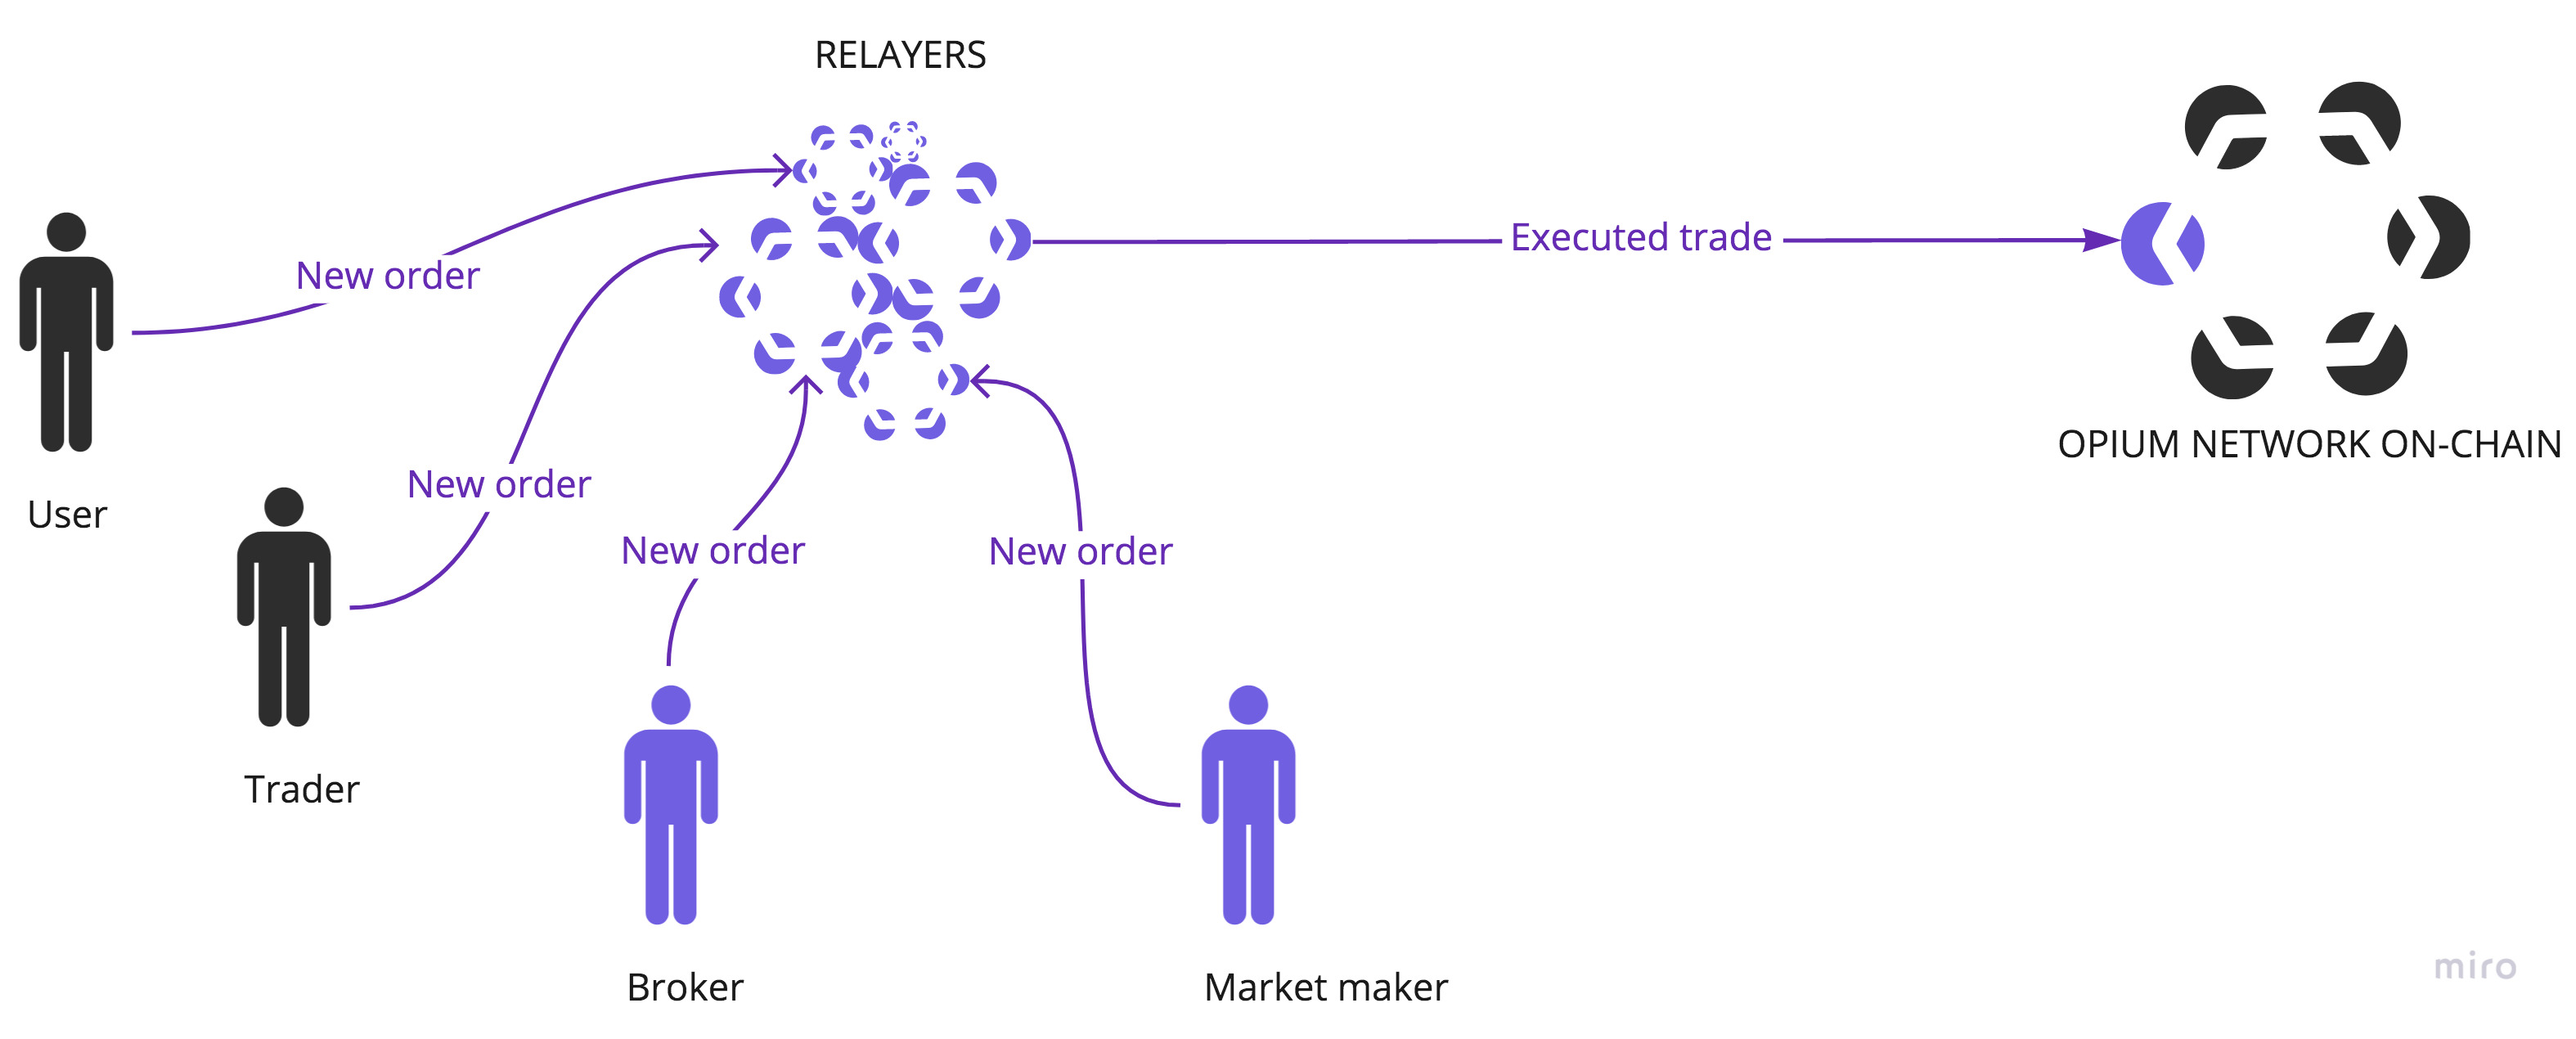 RELAYERS
New order
Executed trade
User
New order
OPIUM NETWORK ON-CHAIN
New order
New order
Trader
Broker
Market maker
miro